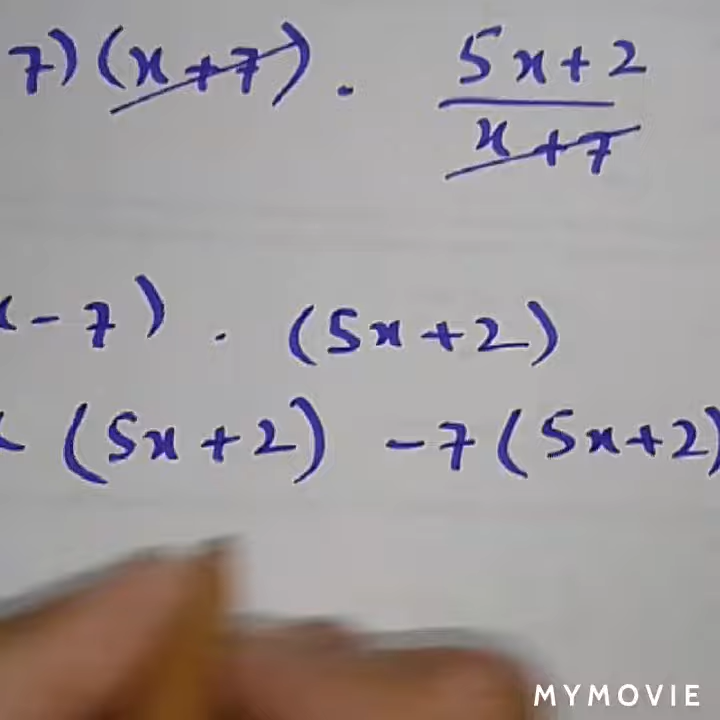 7)(x+7) . 5x+2
x+7
x-7) . (5x+2)
x (5x+2) -7(5x+2)
MYMOVIE